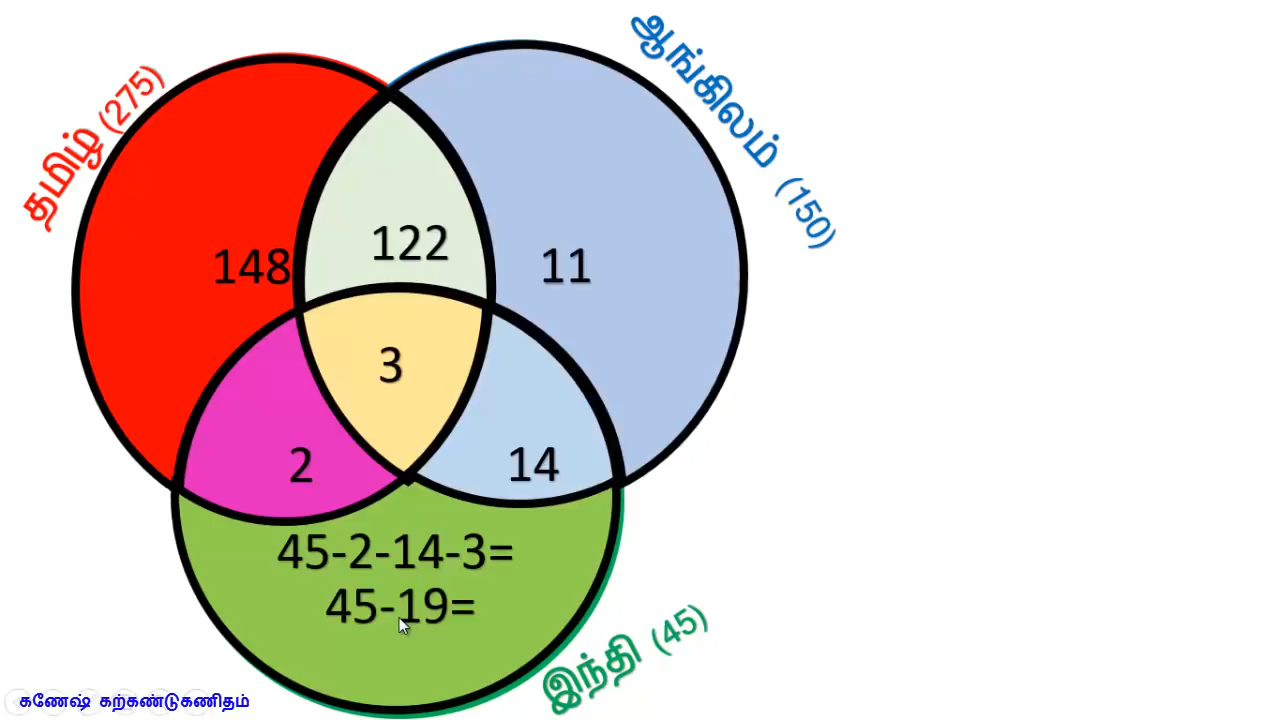 தமிழ் (275)
ஆங்கிலம் (150)
148
122
11
3
2
14
45-2-14-3=
45-19=
இந்தி (45)
கணேஷ் கற்கண்டுகணிதம்